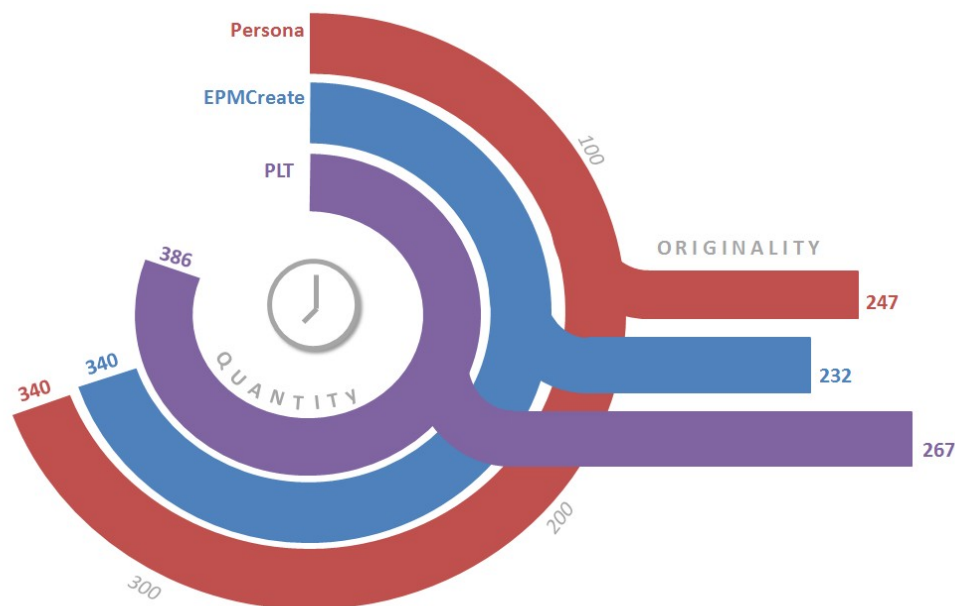 Persona
EPMCreate
PLT
100
ORIGINALITY
386
247
340
340
QUANTITY
232
267
200
300